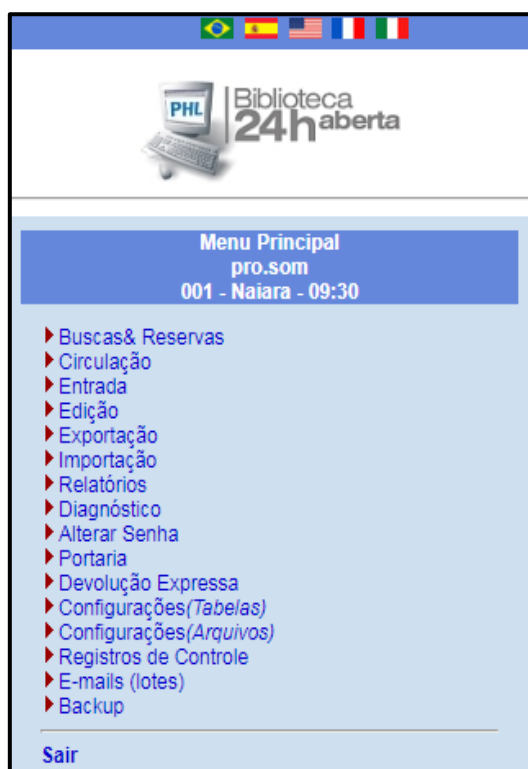 PHL
Biblioteca
24h aberta
Menu Principal
pro.som
001 - Naiara - 09:30
Buscas& Reservas
Circulação
Entrada
Edição
Exportação
Importação
Relatórios
Diagnóstico
Alterar Senha
Portaria
Devolução Expressa
Configurações(Tabelas)
Configurações(Arquivos)
Registros de Controle
E-mails (lotes)
Backup
Sair